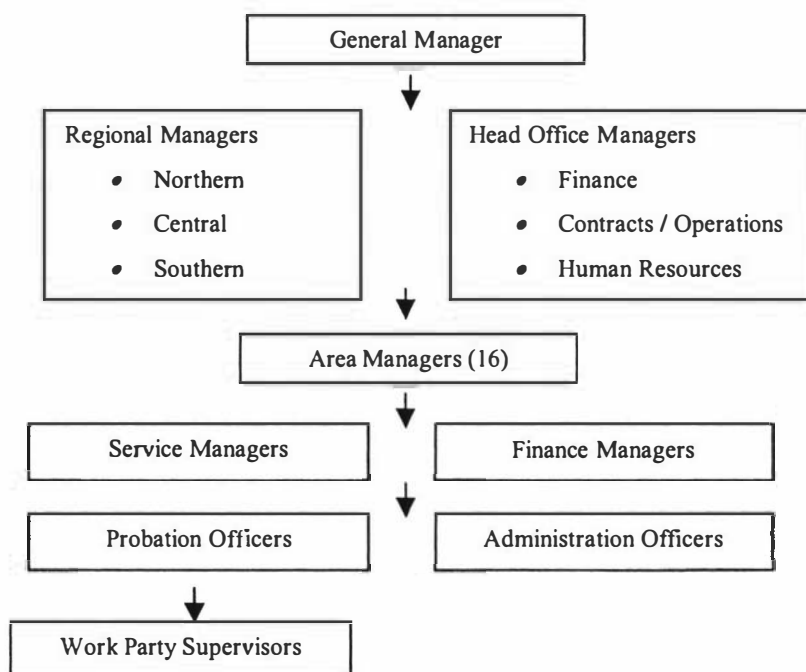 General Manager
Regional Managers
• Northern
• Central
• Southern
Head Office Managers
• Finance
• Contracts / Operations
• Human Resources
Area Managers (16)
Service Managers
Finance Managers
Probation Officers
Administration Officers
Work Party Supervisors